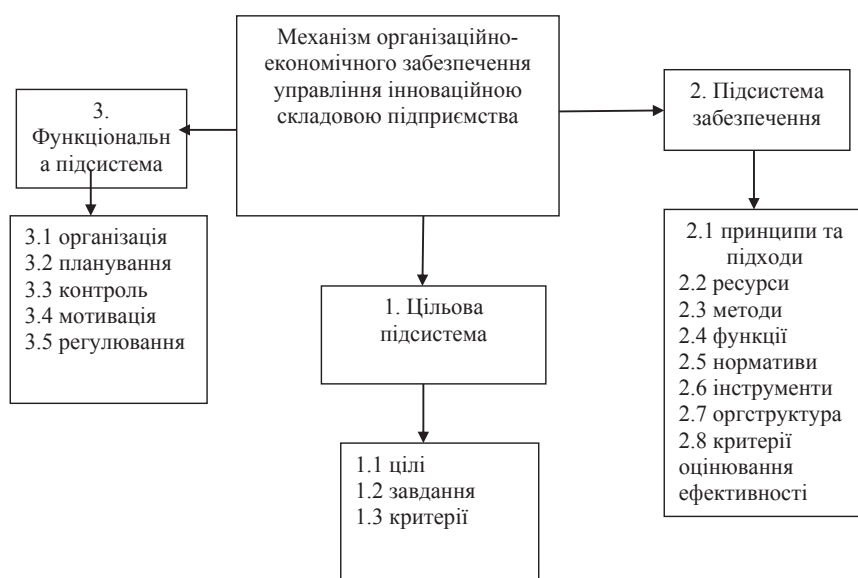 Механізм організаційно-
економічного забезпечення
управління інноваційною
складовою підприємства
3.
Функціональн
а підсистема
2. Підсистема
забезпечення
3.1 організація
3.2 планування
3.3 контроль
3.4 мотивація
3.5 регулювання
1. Цільова
підсистема
2.1 принципи та
підходи
2.2 ресурси
2.3 методи
2.4 функції
2.5 нормативи
2.6 інструменти
2.7 оргструктура
2.8 критерії
оцінювання
ефективності
1.1 цілі
1.2 завдання
1.3 критерії